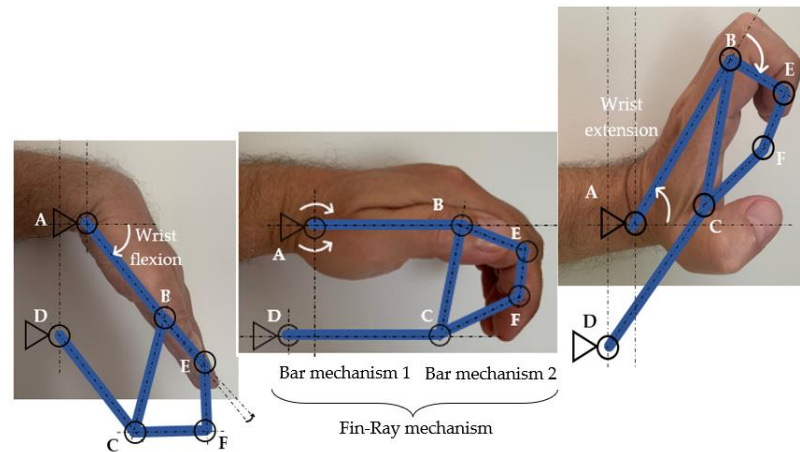 A
Wrist
flexion
D
B
E
C
F
A
B
E
D
C
F
Bar mechanism 1
Bar mechanism 2
Fin-Ray mechanism
B
E
Wrist
extension
F
A
C
D